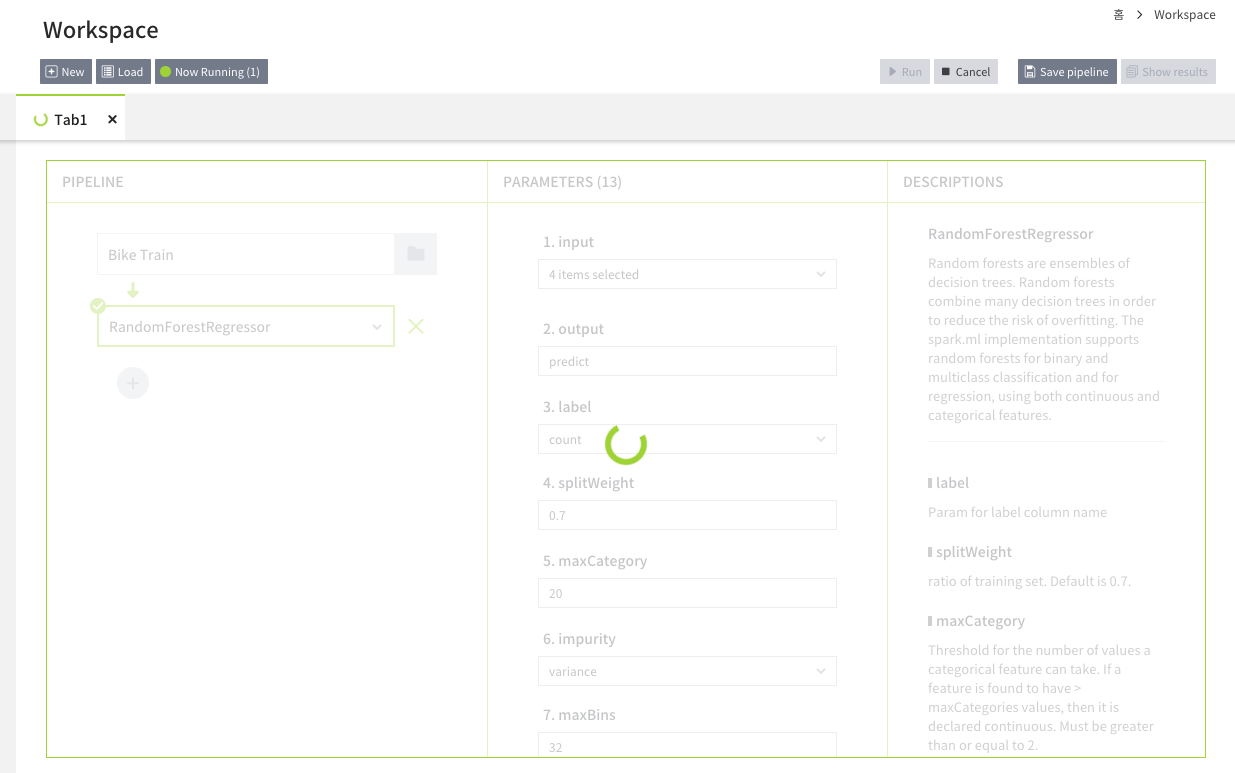 홈 > Workspace
Workspace
New
Load
Now Running (1)
Run
Cancel
Save pipeline
Show results
Tab1
PIPELINE
Bike Train
RandomForestRegressor
PARAMETERS (13)
1. input
4 items selected
2. output
predict
3. label
count
4. splitWeight
0.7
5. maxCategory
20
6. impurity
variance
7. maxBins
32
DESCRIPTIONS
RandomForestRegressor
Random forests are ensembles of
decision trees. Random forests
combine many decision trees in order
to reduce the risk of overfitting. The
spark.ml implementation supports
random forests for binary and
multiclass classification and for
regression, using both continuous and
categorical features.
label
Param for label column name
splitWeight
ratio of training set. Default is 0.7.
maxCategory
Threshold for the number of values a
categorical feature can take. If a
feature is found to have >
maxCategories values, then it is
declared continuous. Must be greater
than or equal to 2.